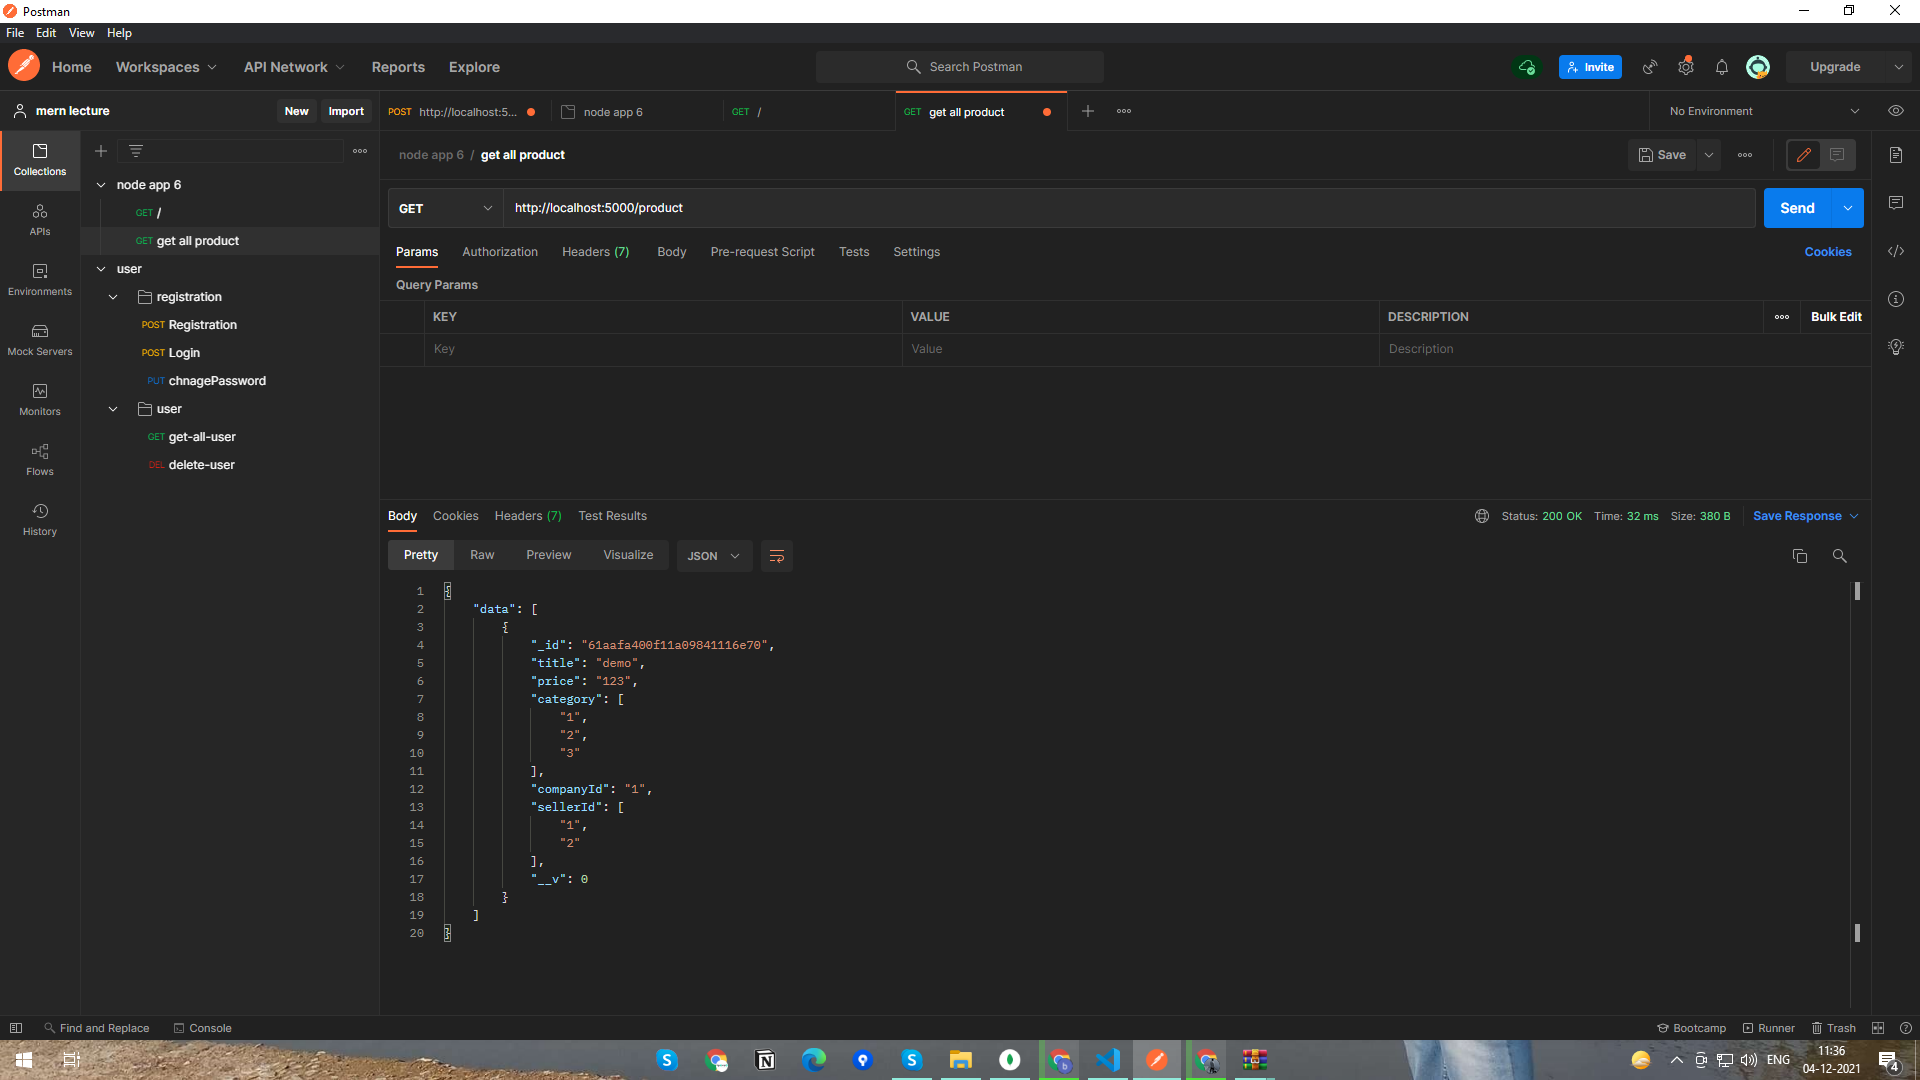 Postman
File Edit View Help
Home Workspaces API Network Reports Explore Search Postman Invite Upgrade
mern lecture New Import POST http://localhost:5... node app 6 GET / GET get all product No Environment
node app 6 / get all product Save
Collections
APIs
Environments
Mock Servers
Monitors
Flows
History
node app 6
GET /
GET get all product
user
registration
POST Registration
POST Login
PUT chnagePassword
user
GET get-all-user
DEL delete-user
GET http://localhost:5000/product Send
Params Authorization Headers (7) Body Pre-request Script Tests Settings Cookies
Query Params
KEY VALUE DESCRIPTION Bulk Edit
Key Value Description
Body Cookies Headers (7) Test Results Status: 200 OK Time: 32 ms Size: 380 B Save Response
Pretty Raw Preview Visualize JSON
1 {
2 "data": [
3 {
4 "_id": "61aafa400f11a09841116e70",
5 "title": "demo",
6 "price": "123",
7 "category": [
8 "1",
9 "2",
10 "3"
11 ],
12 "companyId": "1",
13 "sellerId": [
14 "1",
15 "2"
16 ],
17 "__v": 0
18 }
19 ]
20 }
Find and Replace Console Bootcamp Runner Trash
ENG 11:36
04-12-2021 4